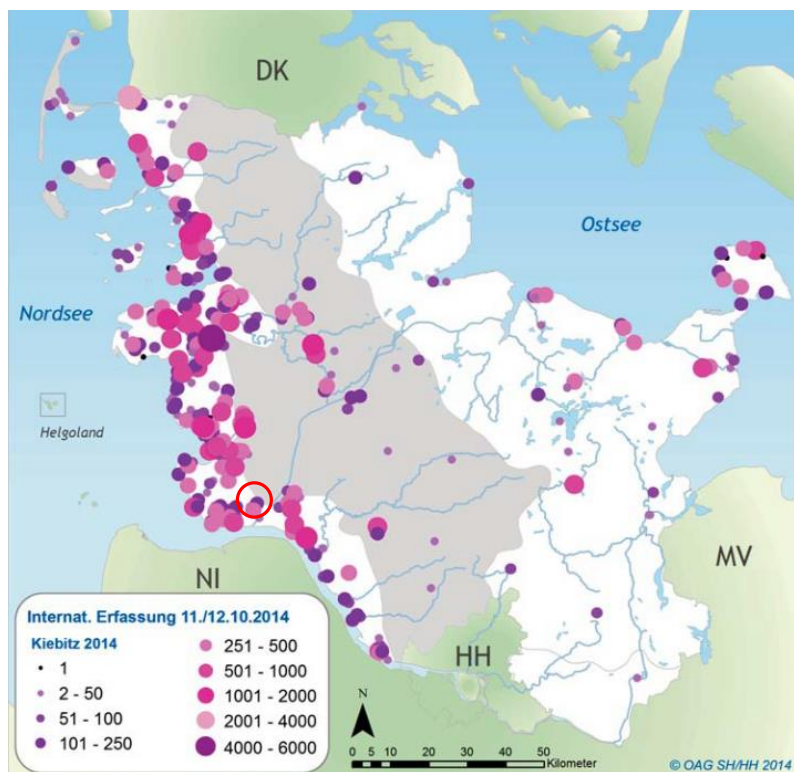 DK
Ostsee
Nordsee
Helgoland
MV
NI
HH
Internat. Erfassung 11./12.10.2014
Kiebitz 2014
1
2 - 50
51 - 100
101 - 250
251 - 500
501 - 1000
1001 - 2000
2001 - 4000
4000 - 6000
N
0 5 10 20 30 40 50
Kilometer
© OAG SH/HH 2014